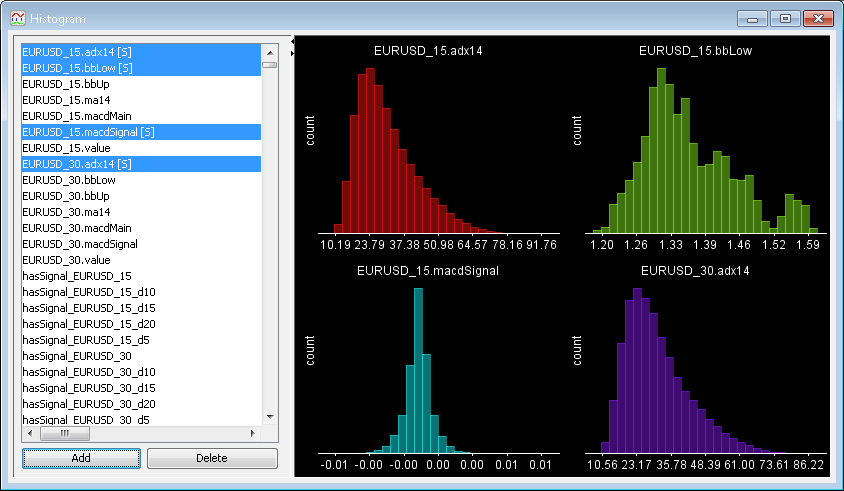 Histogram
EURUSD_15.adx14 [S]
EURUSD_15.bbLow [S]
EURUSD_15.bbUp
EURUSD_15.ma14
EURUSD_15.macdMain
EURUSD_15.macdSignal [S]
EURUSD_15.value
EURUSD_30.adx14 [S]
EURUSD_30.bbLow
EURUSD_30.bbUp
EURUSD_30.ma14
EURUSD_30.macdMain
EURUSD_30.macdSignal
EURUSD_30.value
hasSignal_EURUSD_15
hasSignal_EURUSD_15_d10
hasSignal_EURUSD_15_d15
hasSignal_EURUSD_15_d20
hasSignal_EURUSD_15_d5
hasSignal_EURUSD_30
hasSignal_EURUSD_30_d10
hasSignal_EURUSD_30_d15
hasSignal_EURUSD_30_d20
hasSignal_EURUSD_30_d5
Add
Delete
EURUSD_15.adx14
count
10.19 23.79 37.38 50.98 64.57 78.16 91.76
EURUSD_15.bbLow
count
1.20 1.26 1.33 1.39 1.46 1.52 1.59
EURUSD_15.macdSignal
count
-0.01 -0.00 -0.00 0.00 0.00 0.01 0.01
EURUSD_30.adx14
count
10.56 23.17 35.78 48.39 61.00 73.61 86.22